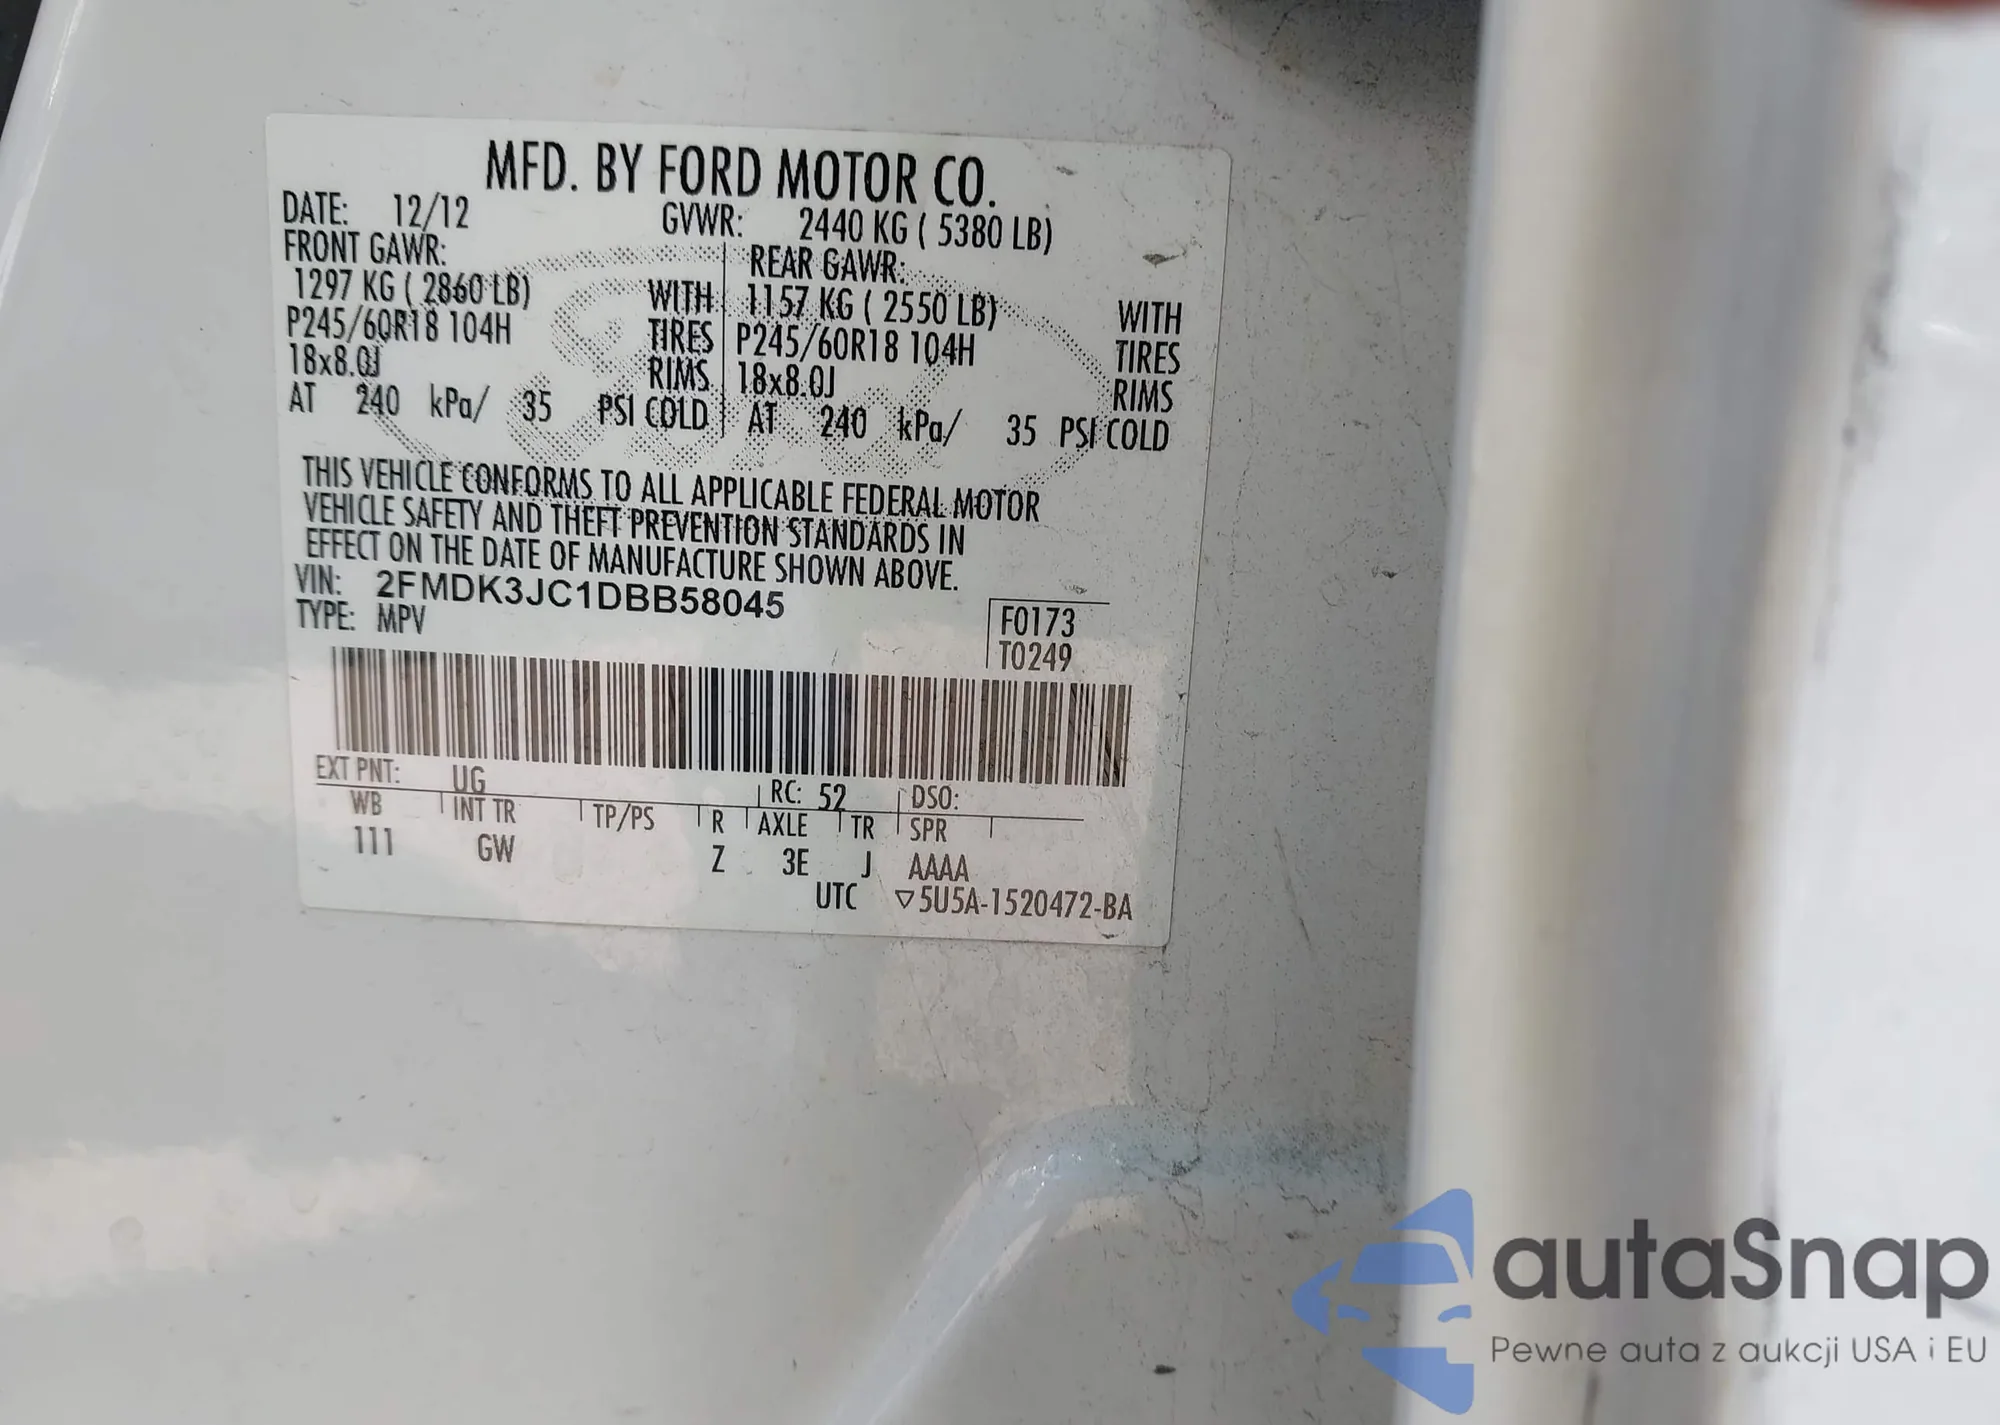 MFD. BY FORD MOTOR CO.
DATE: 12/12 GVWR: 2440 KG ( 5380 LB)
FRONT GAWR: REAR GAWR:
1297 KG ( 2860 LB) WITH 1157 KG ( 2550 LB) WITH
P245/60R18 104H TIRES P245/60R18 104H TIRES
18x8.0J RIMS 18x8.0J RIMS
AT 240 kPa/ 35 PSI COLD AT 240 kPa/ 35 PSI COLD
THIS VEHICLE CONFORMS TO ALL APPLICABLE FEDERAL MOTOR
VEHICLE SAFETY AND THEFT PREVENTION STANDARDS IN
EFFECT ON THE DATE OF MANUFACTURE SHOWN ABOVE.
VIN: 2FMDK3JC1DBB58045
TYPE: MPV
F0173
T0249
EXT PNT: UG RC: 52 DSO:
WB INT TR TP/PS R AXLE TR SPR
111 GW Z 3E J AAAA
UTC ▽5U5A-1520472-BA
autaSnap
Pewne auta z aukcji USA i EU